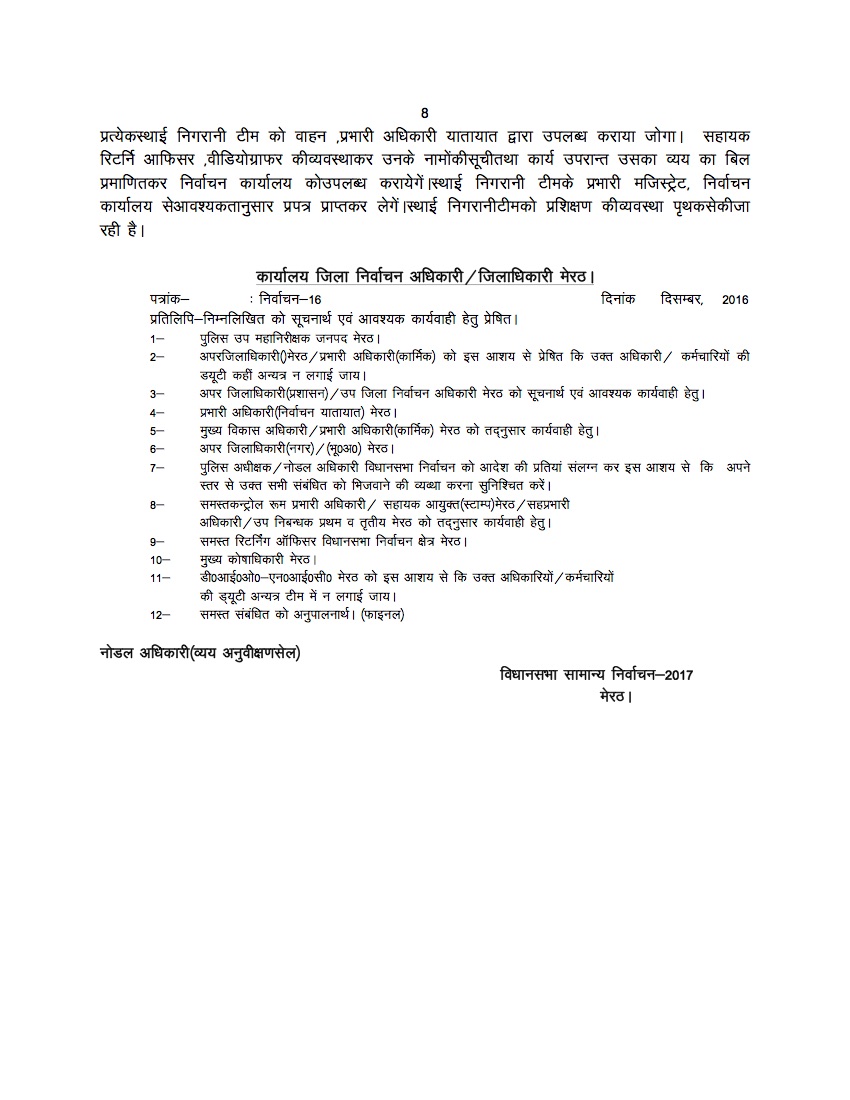 8
प्रत्येकस्थाई निगरानी टीम को वाहन ,प्रभारी अधिकारी यातायात द्वारा उपलब्ध कराया जोगा। सहायक
रिटर्नि आफिसर ,वीडियोग्राफर कीव्यवस्थाकर उनके नामोंकीसूचीतथा कार्य उपरान्त उसका व्यय का बिल
प्रमाणितकर निर्वाचन कार्यालय कोउपलब्ध करायेगें।स्थाई निगरानी टीमके प्रभारी मजिस्ट्रेट, निर्वाचन
कार्यालय सेआवश्यकतानुसार प्रपत्र प्राप्तकर लेगें।स्थाई निगरानीटीमको प्रशिक्षण कीव्यवस्था पृथकसेकीजा
रही है।
कार्यालय जिला निर्वाचन अधिकारी/जिलाधिकारी मेरठ।
पत्रांक— : निर्वाचन—16 दिनांक दिसम्बर, 2016
प्रतिलिपि—निम्नलिखित को सूचनार्थ एवं आवश्यक कार्यवाही हेतु प्रेषित।
1— पुलिस उप महानिरीक्षक जनपद मेरठ।
2— अपरजिलाधिकारी()मेरठ/प्रभारी अधिकारी(कार्मिक) को इस आशय से प्रेषित कि उक्त अधिकारी/ कर्मचारियों की
डयूटी कहीं अन्यत्र न लगाई जाय।
3— अपर जिलाधिकारी(प्रशासन)/उप जिला निर्वाचन अधिकारी मेरठ को सूचनार्थ एवं आवश्यक कार्यवाही हेतु।
4— प्रभारी अधिकारी(निर्वाचन यातायात) मेरठ।
5— मुख्य विकास अधिकारी/प्रभारी अधिकारी(कार्मिक) मेरठ को तद्नुसार कार्यवाही हेतु।
6— अपर जिलाधिकारी(नगर)/(भू0अ0) मेरठ।
7— पुलिस अधीक्षक/नोडल अधिकारी विधानसभा निर्वाचन को आदेश की प्रतियां संलग्न कर इस आशय से कि अपने
स्तर से उक्त सभी संबंधित को भिजवाने की व्यव्था करना सुनिश्चित करें।
8— समस्तकन्ट्रोल रूम प्रभारी अधिकारी/ सहायक आयुक्त(स्टाम्प)मेरठ/सहप्रभारी
अधिकारी/उप निबन्धक प्रथम व तृतीय मेरठ को तद्नुसार कार्यवाही हेतु।
9— समस्त रिटर्निंग ऑफिसर विधानसभा निर्वाचन क्षेत्र मेरठ।
10— मुख्य कोषाधिकारी मेरठ।
11— डी0आई0ओ0—एन0आई0सी0 मेरठ को इस आशय से कि उक्त अधिकारियों/कर्मचारियों
की ड्यूटी अन्यत्र टीम में न लगाई जाय।
12— समस्त संबंधित को अनुपालनार्थ। (फाइनल)
नोडल अधिकारी(व्यय अनुवीक्षणसेल)
विधानसभा सामान्य निर्वाचन—2017
मेरठ।